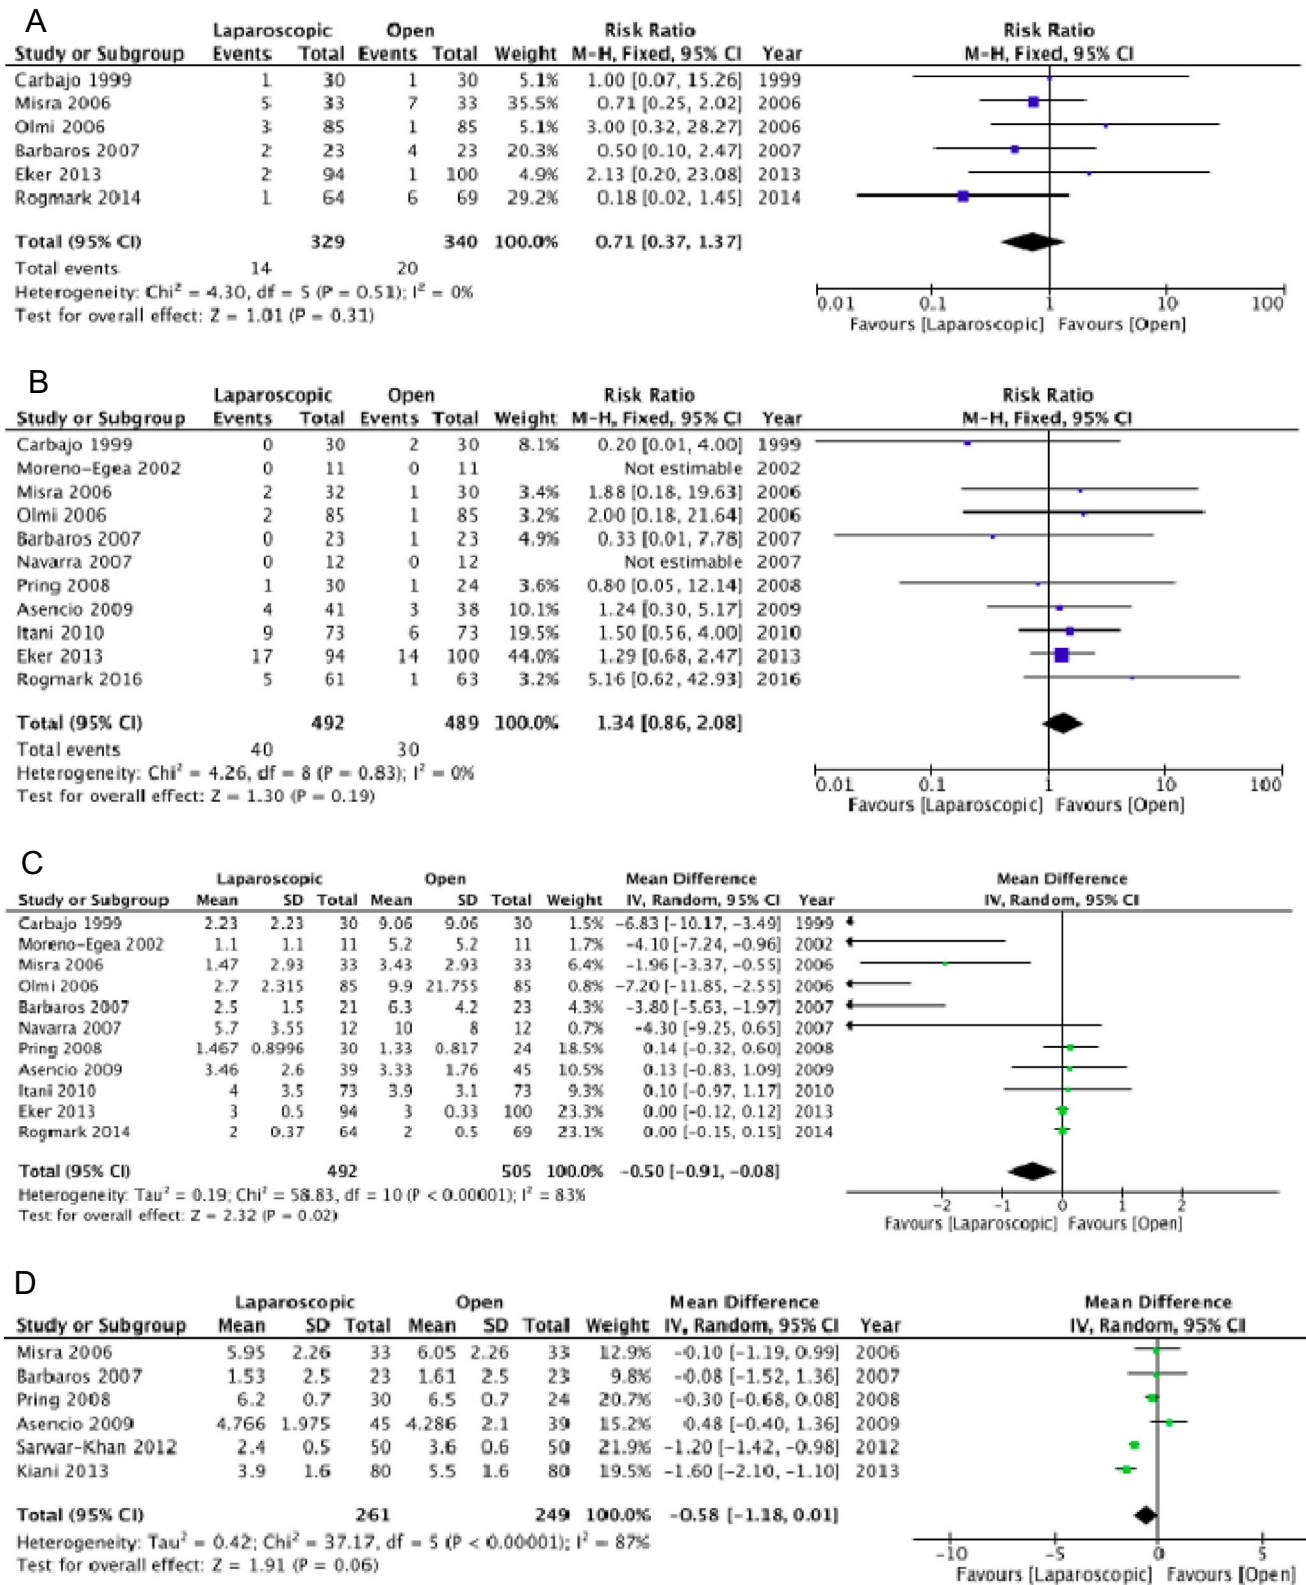 A
Laparoscopic Open Risk Ratio Risk Ratio
Study or Subgroup Events Total Events Total Weight M-H, Fixed, 95% CI Year M-H, Fixed, 95% CI
Carbajo 1999 1 30 1 30 5.1% 1.00 [0.07, 15.26] 1999
Misra 2006 5 33 7 33 35.5% 0.71 [0.25, 2.02] 2006
Olmi 2006 3 85 1 85 5.1% 3.00 [0.32, 28.27] 2006
Barbaros 2007 2 23 4 23 20.3% 0.50 [0.10, 2.47] 2007
Eker 2013 2 94 1 100 4.9% 2.13 [0.20, 23.08] 2013
Rogmark 2014 1 64 6 69 29.2% 0.18 [0.02, 1.45] 2014
Total (95% CI) 329 340 100.0% 0.71 [0.37, 1.37]
Total events 14 20
Heterogeneity: Chi² = 4.30, df = 5 (P = 0.51); I² = 0%
Test for overall effect: Z = 1.01 (P = 0.31)
0.01 0.1 1 10 100
Favours [Laparoscopic] Favours [Open]
B
Laparoscopic Open Risk Ratio Risk Ratio
Study or Subgroup Events Total Events Total Weight M-H, Fixed, 95% CI Year M-H, Fixed, 95% CI
Carbajo 1999 0 30 2 30 8.1% 0.20 [0.01, 4.00] 1999
Moreno-Egea 2002 0 11 0 11 Not estimable 2002
Misra 2006 2 32 1 30 3.4% 1.88 [0.18, 19.63] 2006
Olmi 2006 2 85 1 85 3.2% 2.00 [0.18, 21.64] 2006
Barbaros 2007 0 23 1 23 4.9% 0.33 [0.01, 7.78] 2007
Navarra 2007 0 12 0 12 Not estimable 2007
Pring 2008 1 30 1 24 3.6% 0.80 [0.05, 12.14] 2008
Asencio 2009 4 41 3 38 10.1% 1.24 [0.30, 5.17] 2009
Itani 2010 9 73 6 73 19.5% 1.50 [0.56, 4.00] 2010
Eker 2013 17 94 14 100 44.0% 1.29 [0.68, 2.47] 2013
Rogmark 2016 5 61 1 63 3.2% 5.16 [0.62, 42.93] 2016
Total (95% CI) 492 489 100.0% 1.34 [0.86, 2.08]
Total events 40 30
Heterogeneity: Chi² = 4.26, df = 8 (P = 0.83); I² = 0%
Test for overall effect: Z = 1.30 (P = 0.19)
0.01 0.1 1 10 100
Favours [Laparoscopic] Favours [Open]
C
Laparoscopic Open Mean Difference Mean Difference
Study or Subgroup Mean SD Total Mean SD Total Weight IV, Random, 95% CI Year IV, Random, 95% CI
Carbajo 1999 2.23 2.23 30 9.06 9.06 30 1.5% -6.83 [-10.17, -3.49] 1999
Moreno-Egea 2002 1.1 1.1 11 5.2 5.2 11 1.7% -4.10 [-7.24, -0.96] 2002
Misra 2006 1.47 2.93 33 3.43 2.93 33 6.4% -1.96 [-3.37, -0.55] 2006
Olmi 2006 2.7 2.315 85 9.9 21.755 85 0.8% -7.20 [-11.85, -2.55] 2006
Barbaros 2007 2.5 1.5 21 6.3 4.2 23 4.3% -3.80 [-5.63, -1.97] 2007
Navarra 2007 5.7 3.55 12 10 8 12 0.7% -4.30 [-9.25, 0.65] 2007
Pring 2008 1.467 0.8996 30 1.33 0.817 24 18.5% 0.14 [-0.32, 0.60] 2008
Asencio 2009 3.46 2.6 39 3.33 1.76 45 10.5% 0.13 [-0.83, 1.09] 2009
Itani 2010 4 3.5 73 3.9 3.1 73 9.3% 0.10 [-0.97, 1.17] 2010
Eker 2013 3 0.5 94 3 0.33 100 23.3% 0.00 [-0.12, 0.12] 2013
Rogmark 2014 2 0.37 64 2 0.5 69 23.1% 0.00 [-0.15, 0.15] 2014
Total (95% CI) 492 505 100.0% -0.50 [-0.91, -0.08]
Heterogeneity: Tau² = 0.19; Chi² = 58.83, df = 10 (P < 0.00001); I² = 83%
Test for overall effect: Z = 2.32 (P = 0.02)
-2 -1 0 1 2
Favours [Laparoscopic] Favours [Open]
D
Laparoscopic Open Mean Difference Mean Difference
Study or Subgroup Mean SD Total Mean SD Total Weight IV, Random, 95% CI Year IV, Random, 95% CI
Misra 2006 5.95 2.26 33 6.05 2.26 33 12.9% -0.10 [-1.19, 0.99] 2006
Barbaros 2007 1.53 2.5 23 1.61 2.5 23 9.8% -0.08 [-1.52, 1.36] 2007
Pring 2008 6.2 0.7 30 6.5 0.7 24 20.7% -0.30 [-0.68, 0.08] 2008
Asencio 2009 4.766 1.975 45 4.286 2.1 39 15.2% 0.48 [-0.40, 1.36] 2009
Sarwar-Khan 2012 2.4 0.5 50 3.6 0.6 50 21.9% -1.20 [-1.42, -0.98] 2012
Kiani 2013 3.9 1.6 80 5.5 1.6 80 19.5% -1.60 [-2.10, -1.10] 2013
Total (95% CI) 261 249 100.0% -0.58 [-1.18, 0.01]
Heterogeneity: Tau² = 0.42; Chi² = 37.17, df = 5 (P < 0.00001); I² = 87%
Test for overall effect: Z = 1.91 (P = 0.06)
-10 -5 0 5
Favours [Laparoscopic] Favours [Open]